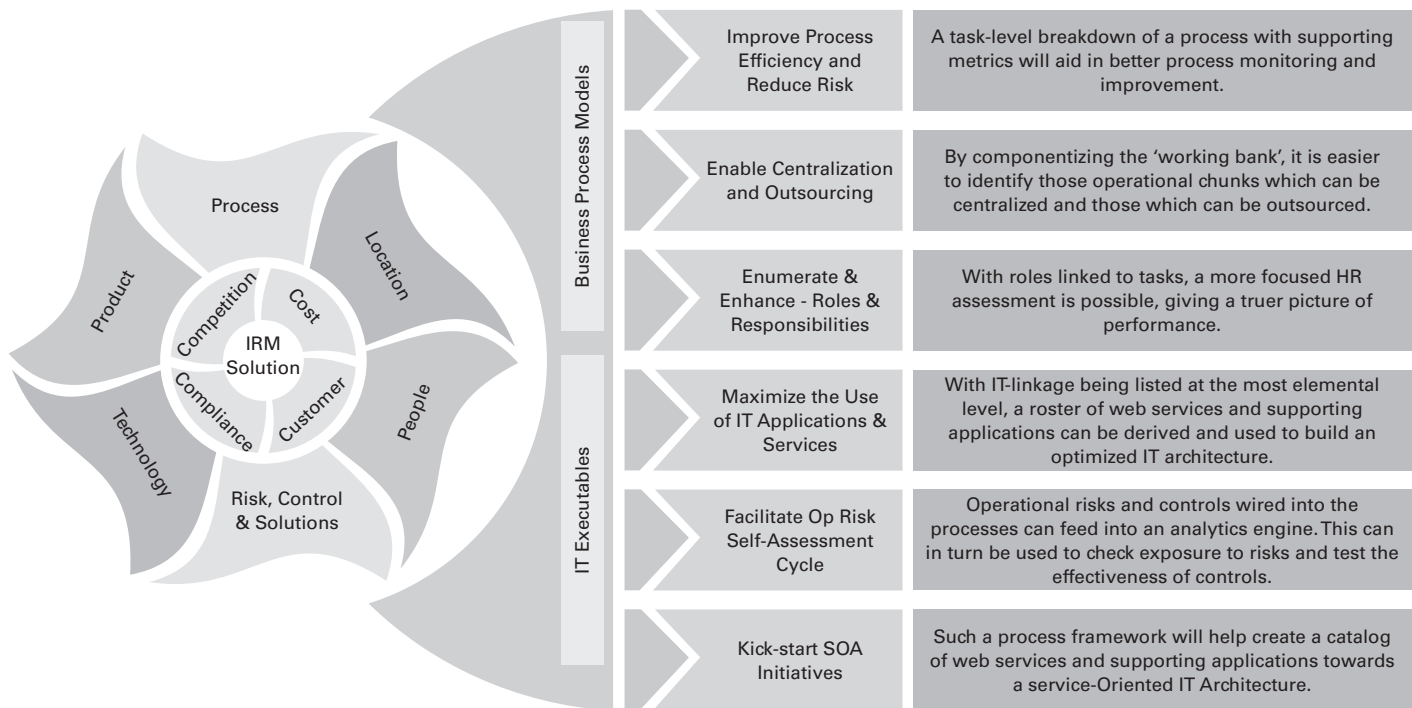 Process
Location
People
Risk, Control
& Solutions
Technology
Product
Competition
Cost
Customer
Compliance
IRM
Solution
Business Process Models
IT Executables
Improve Process
Efficiency and
Reduce Risk
A task-level breakdown of a process with supporting
metrics will aid in better process monitoring and
improvement.
Enable Centralization
and Outsourcing
By componentizing the ‘working bank’, it is easier
to identify those operational chunks which can be
centralized and those which can be outsourced.
Enumerate &
Enhance - Roles &
Responsibilities
With roles linked to tasks, a more focused HR
assessment is possible, giving a truer picture of
performance.
Maximize the Use
of IT Applications &
Services
With IT-linkage being listed at the most elemental
level, a roster of web services and supporting
applications can be derived and used to build an
optimized IT architecture.
Facilitate Op Risk
Self-Assessment
Cycle
Operational risks and controls wired into the
processes can feed into an analytics engine. This can
in turn be used to check exposure to risks and test the
effectiveness of controls.
Kick-start SOA
Initiatives
Such a process framework will help create a catalog
of web services and supporting applications towards
a service-Oriented IT Architecture.